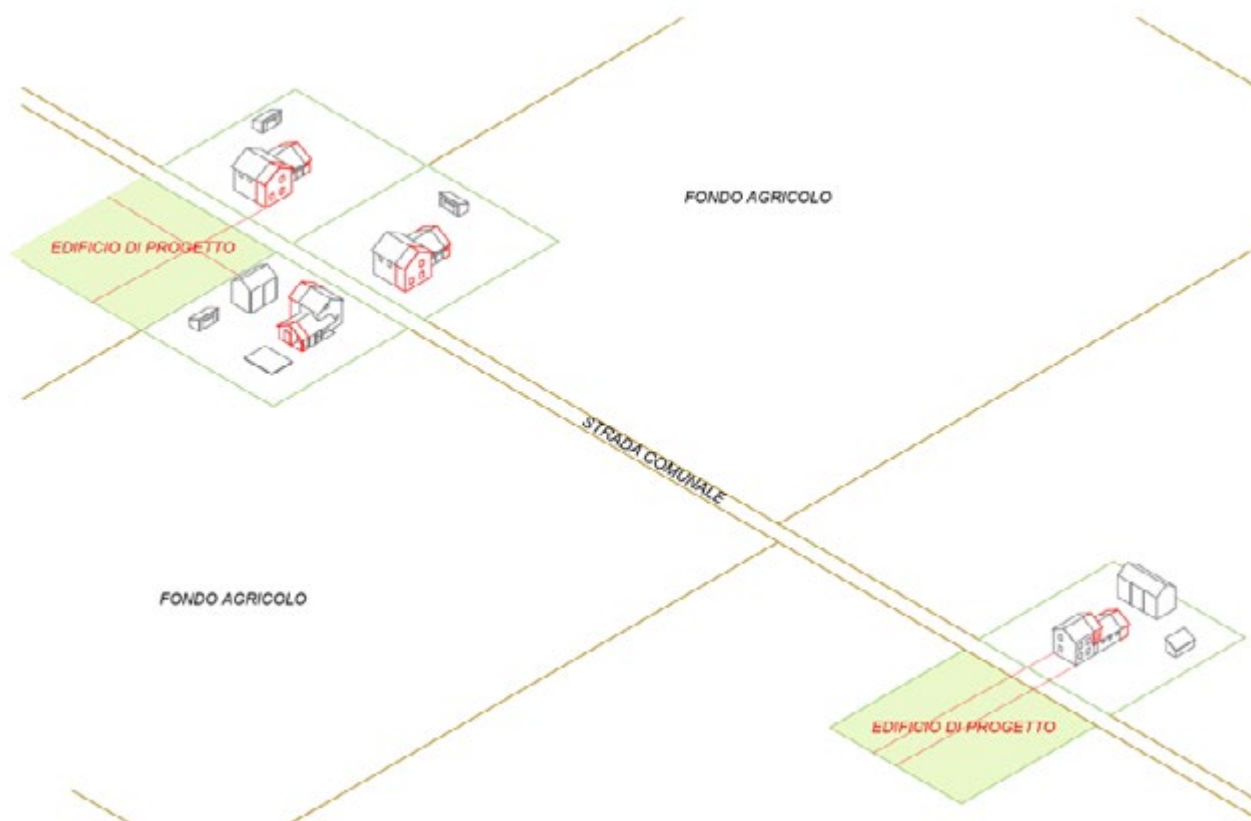 FONDO AGRICOLO
EDIFICIO DI PROGETTO
STRADA COMUNALE
FONDO AGRICOLO
EDIFICIO DI PROGETTO